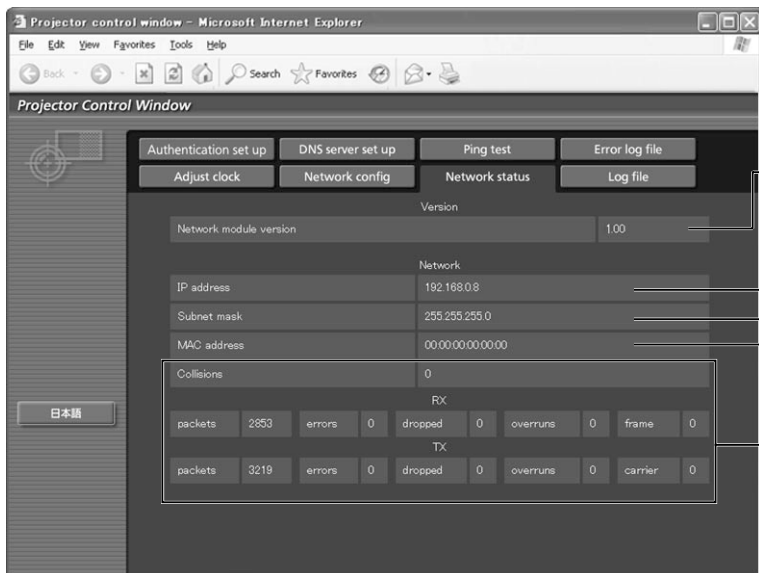 Projector control window - Microsoft Internet Explorer
File Edit View Favorites Tools Help
Back Search Favorites
Projector Control Window
Authentication set up DNS server set up Ping test Error log file
Adjust clock Network config Network status Log file
Version
Network module version 1.00
Network
IP address 192.168.0.8
Subnet mask 255.255.255.0
MAC address 00:00:00:00:00:00
Collisions 0
RX
日本語
packets 2853 errors 0 dropped 0 overruns 0 frame 0
TX
packets 3219 errors 0 dropped 0 overruns 0 carrier 0